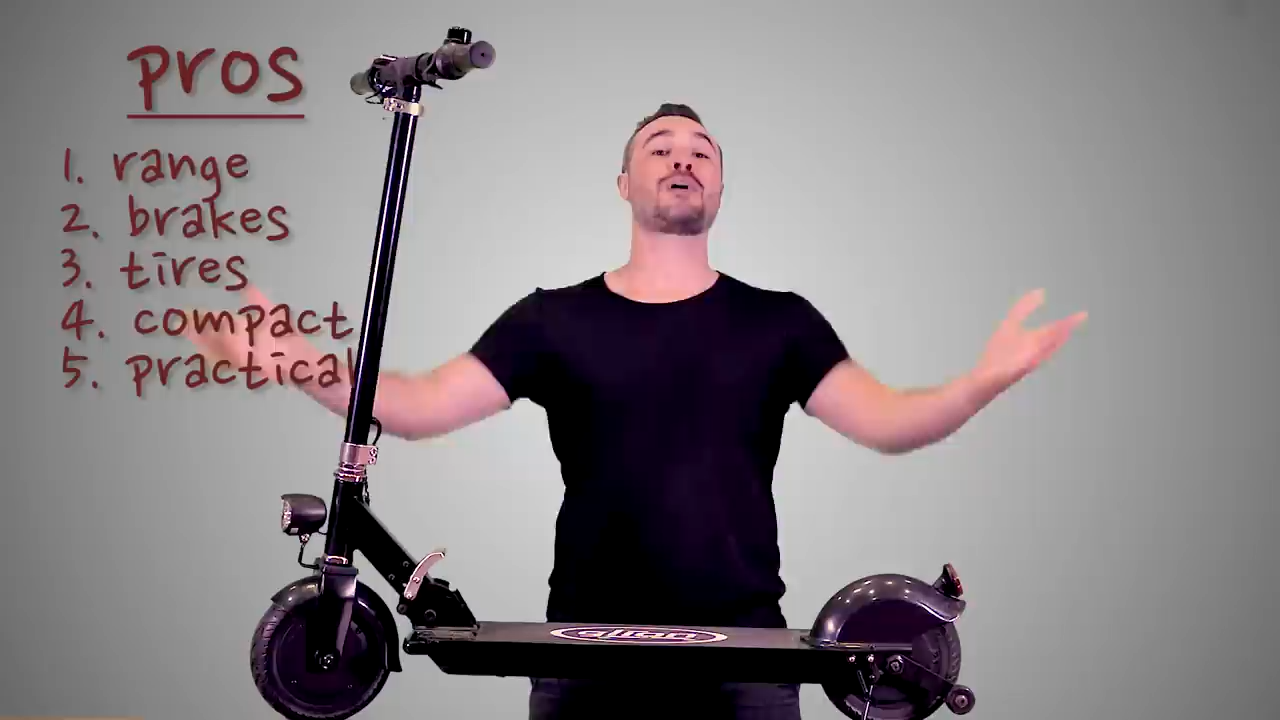 pros
1. range
2. brakes
3. tires
4. compact
5. practical